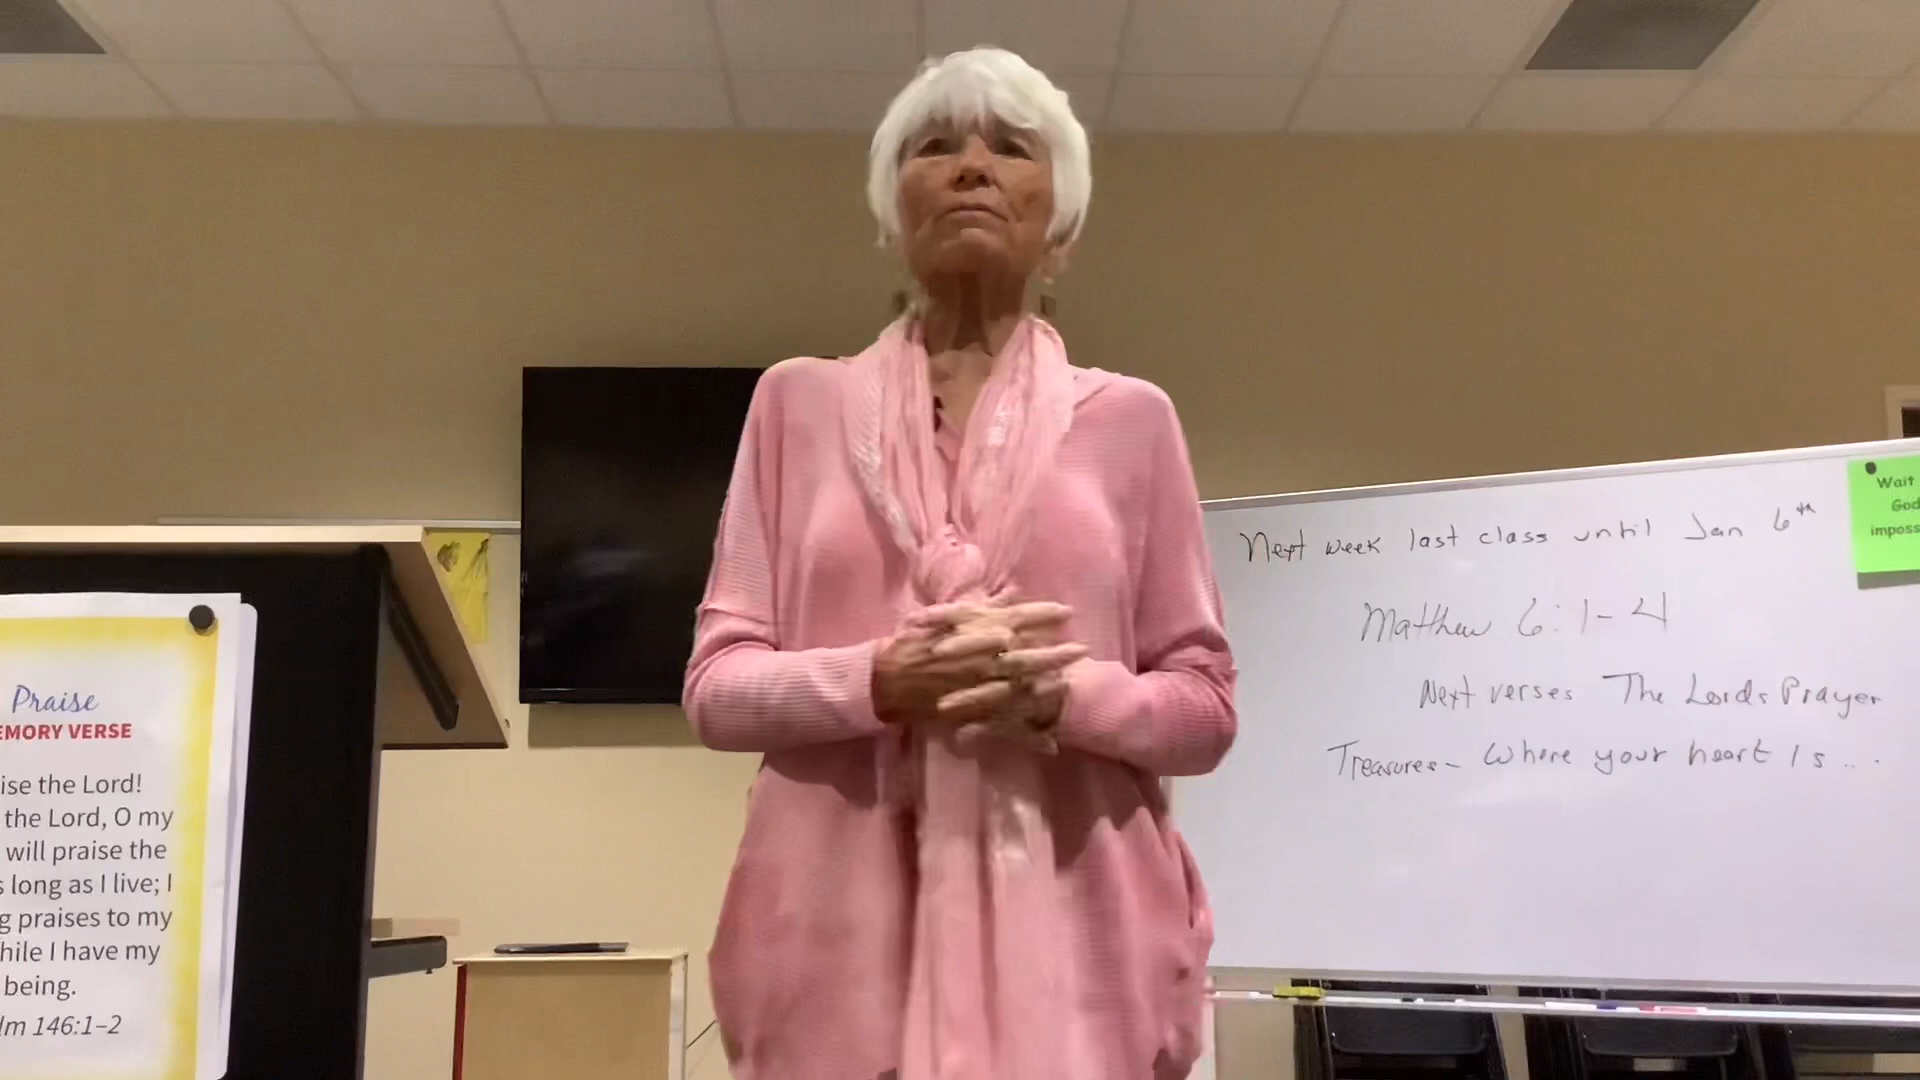 Praise
EMORY VERSE
ise the Lord!
the Lord, O my
will praise the
s long as I live; I
g praises to my
hile I have my
being.
lm 146:1–2
Next week last class until Jan 6th
Matthew 6:1-4
Next verses The Lords Prayer
Treasures- Where your heart Is ...
Wait
God
imposs